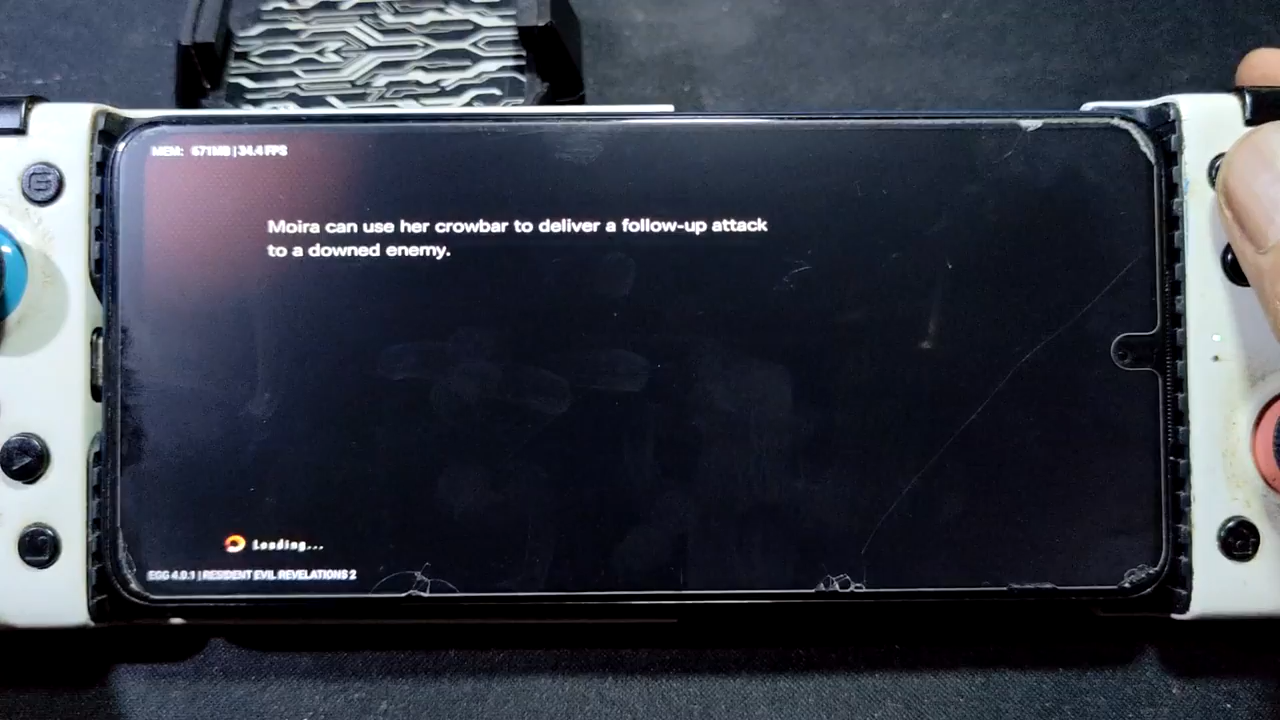 MEM: 671MB | 34.4 FPS
Moira can use her crowbar to deliver a follow-up attack
to a downed enemy.
Loading...
EGG 4.0.1 | RESIDENT EVIL REVELATIONS 2